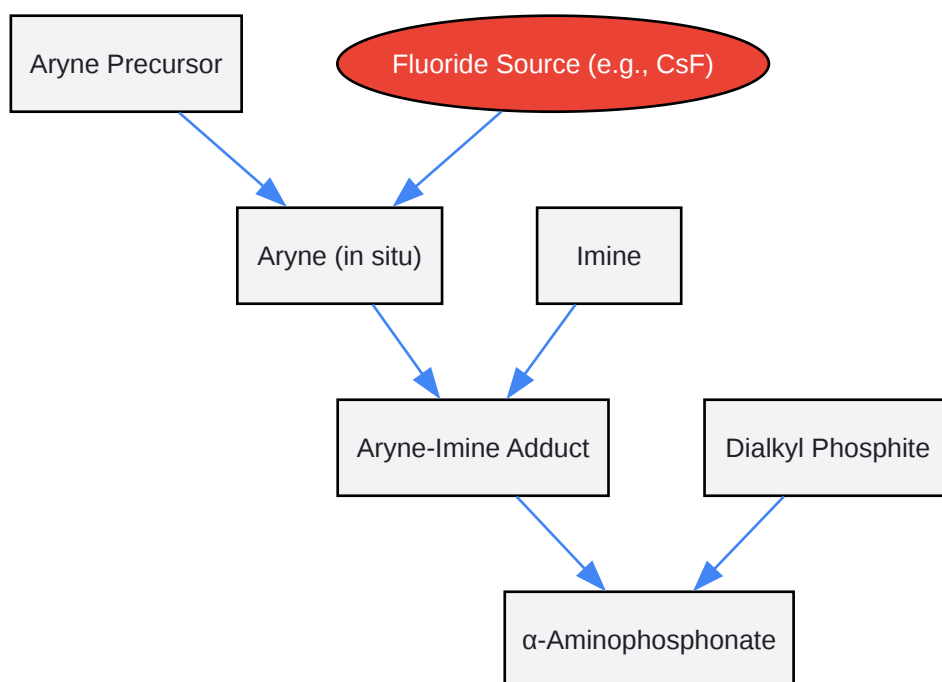 Aryne Precursor
Fluoride Source (e.g., CsF)
Aryne (in situ)
Imine
Aryne-Imine Adduct
Dialkyl Phosphite
α-Aminophosphonate